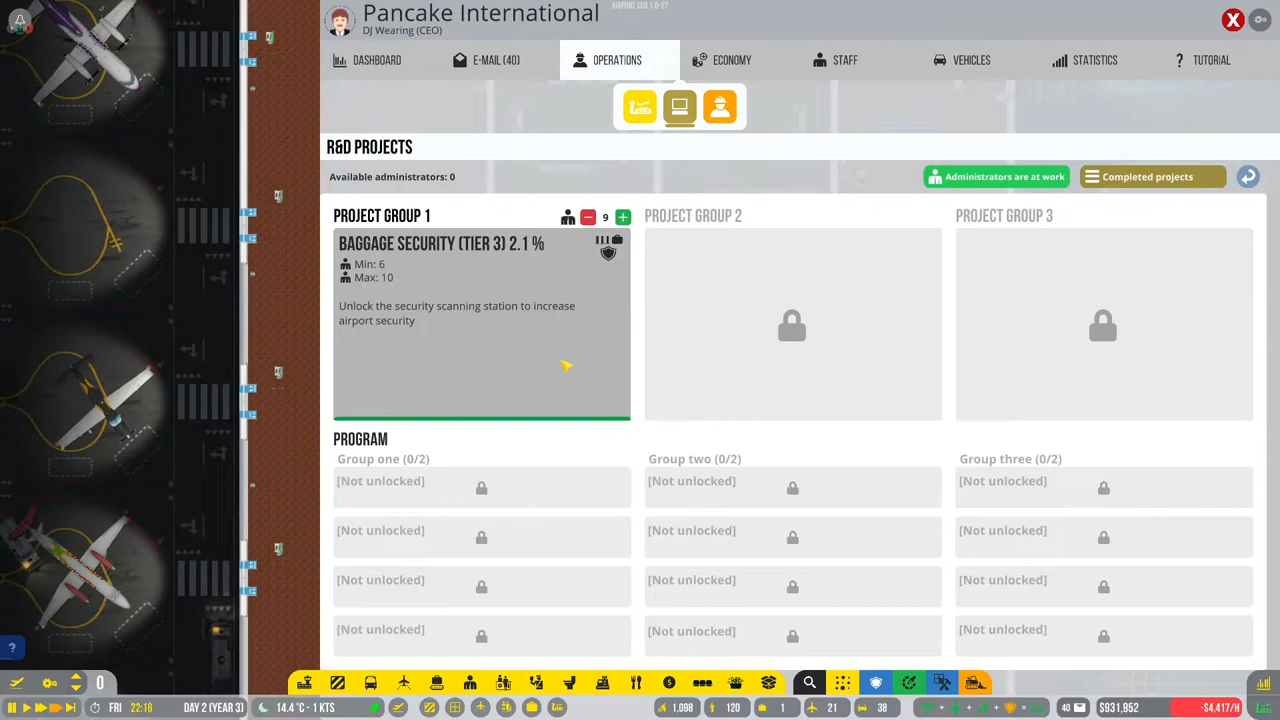 Pancake International
AIRPORT CEO 1.0-27
DJ Wearing (CEO)
DASHBOARD
E-MAIL (40)
OPERATIONS
ECONOMY
STAFF
VEHICLES
STATISTICS
? TUTORIAL
R&D PROJECTS
Available administrators: 0
Administrators are at work
Completed projects
PROJECT GROUP 1
9
PROJECT GROUP 2
PROJECT GROUP 3
BAGGAGE SECURITY (TIER 3) 2.1 %
Min: 6
Max: 10
Unlock the security scanning station to increase
airport security
PROGRAM
Group one (0/2)
Group two (0/2)
Group three (0/2)
[Not unlocked]
[Not unlocked]
[Not unlocked]
[Not unlocked]
[Not unlocked]
[Not unlocked]
[Not unlocked]
[Not unlocked]
[Not unlocked]
[Not unlocked]
[Not unlocked]
[Not unlocked]
?
0
FRI 22:16
DAY 2 (YEAR 3)
14.4 °C - 1 KTS
1,098
120
1
21
38
40
$931,952
-$4,417/H